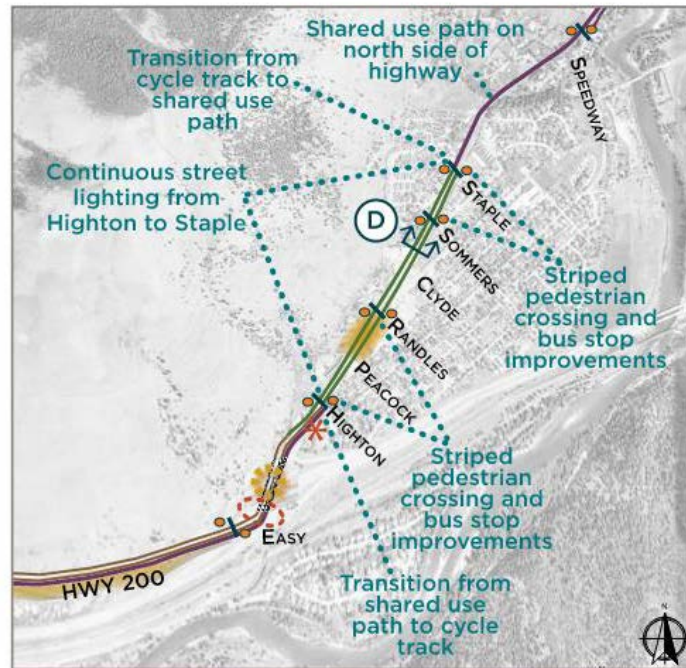 Shared use path on
north side of
highway
Transition from
cycle track to
shared use
path
SPEEDWAY
Continuous street
lighting from
Highton to Staple
STAPLE
D
SOMMERS
CLYDE
Striped
pedestrian
crossing and
bus stop
improvements
RANDLES
PEACOCK
HIGHTON
Striped
pedestrian
crossing and
bus stop
improvements
EASY
HWY 200
Transition from
shared use
path to cycle
track
N